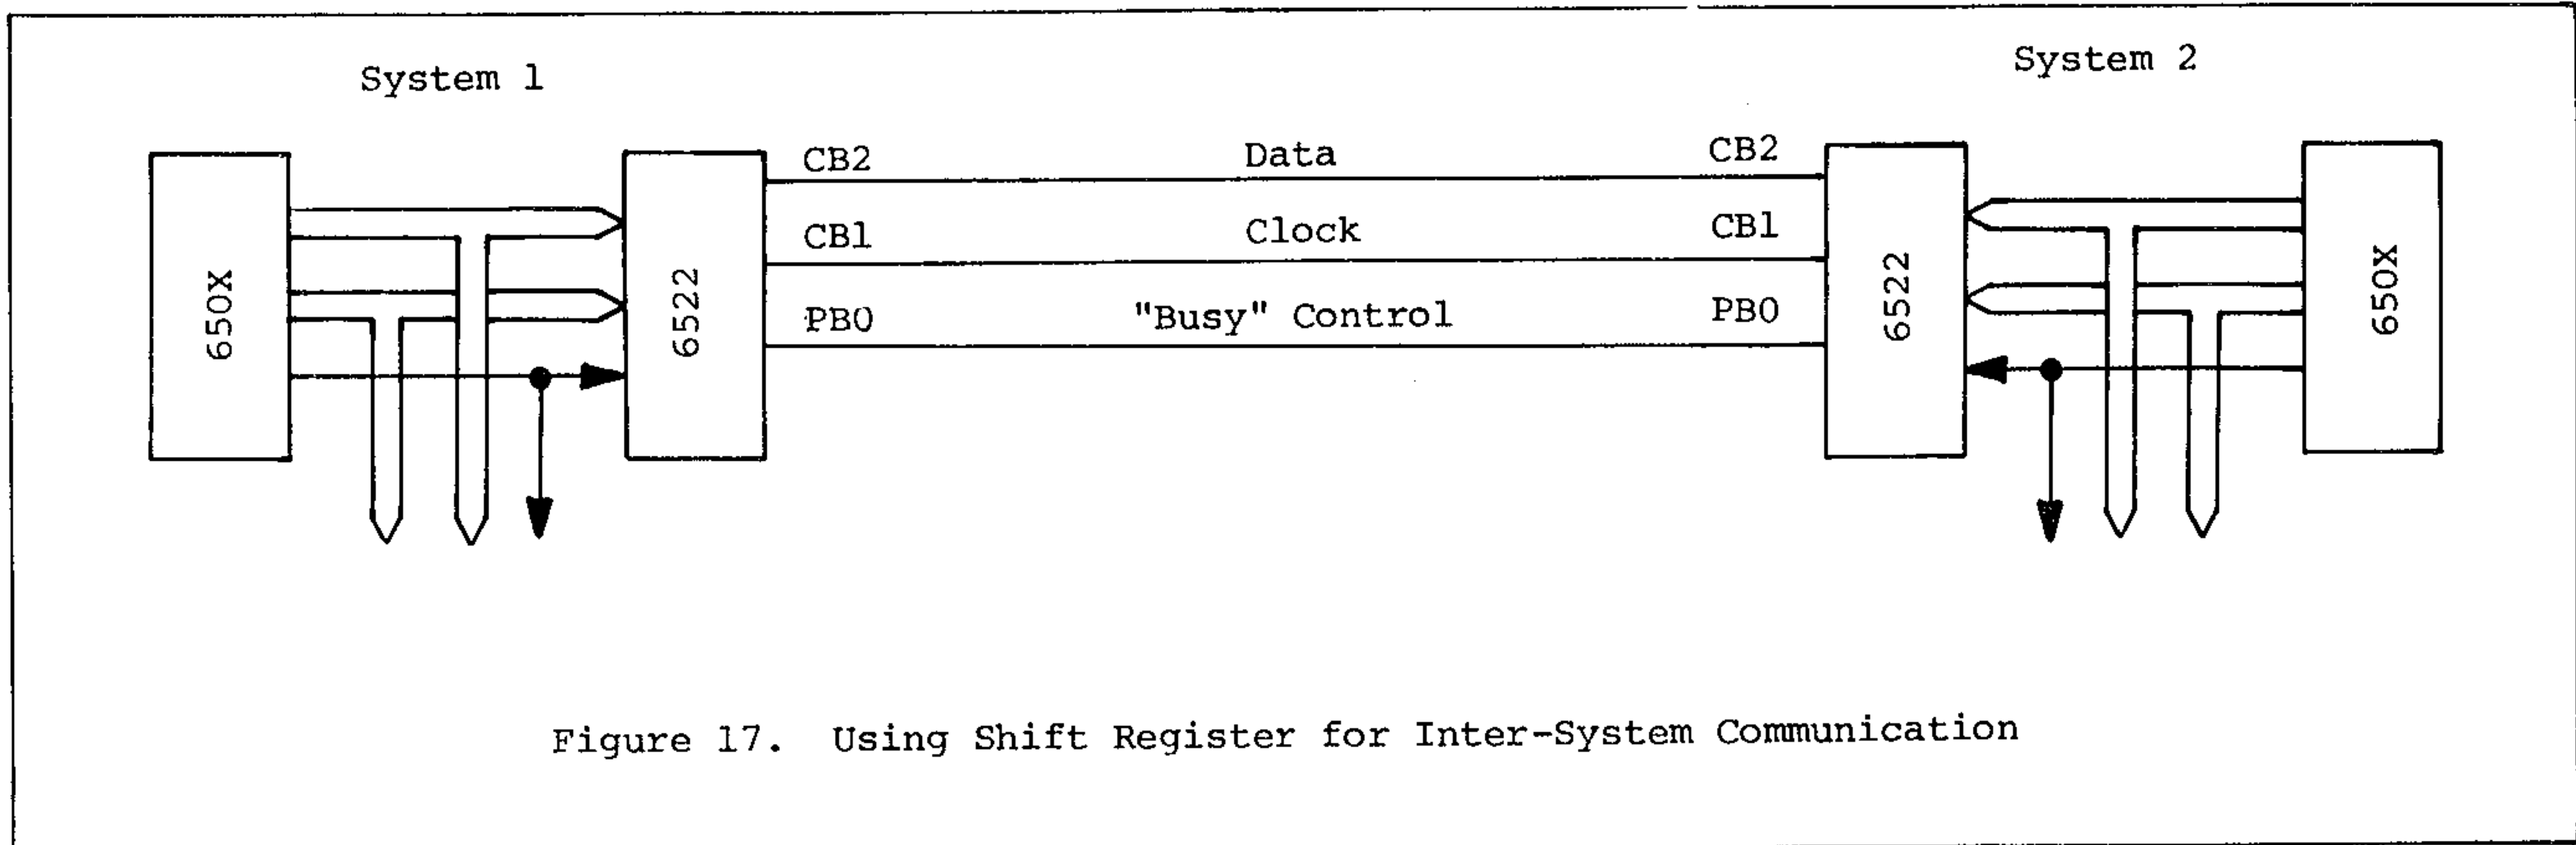 System 1
System 2
CB2 Data CB2
CB1 Clock CB1
PB0 "Busy" Control PB0
650X
6522
6522
650X
Figure 17. Using Shift Register for Inter-System Communication